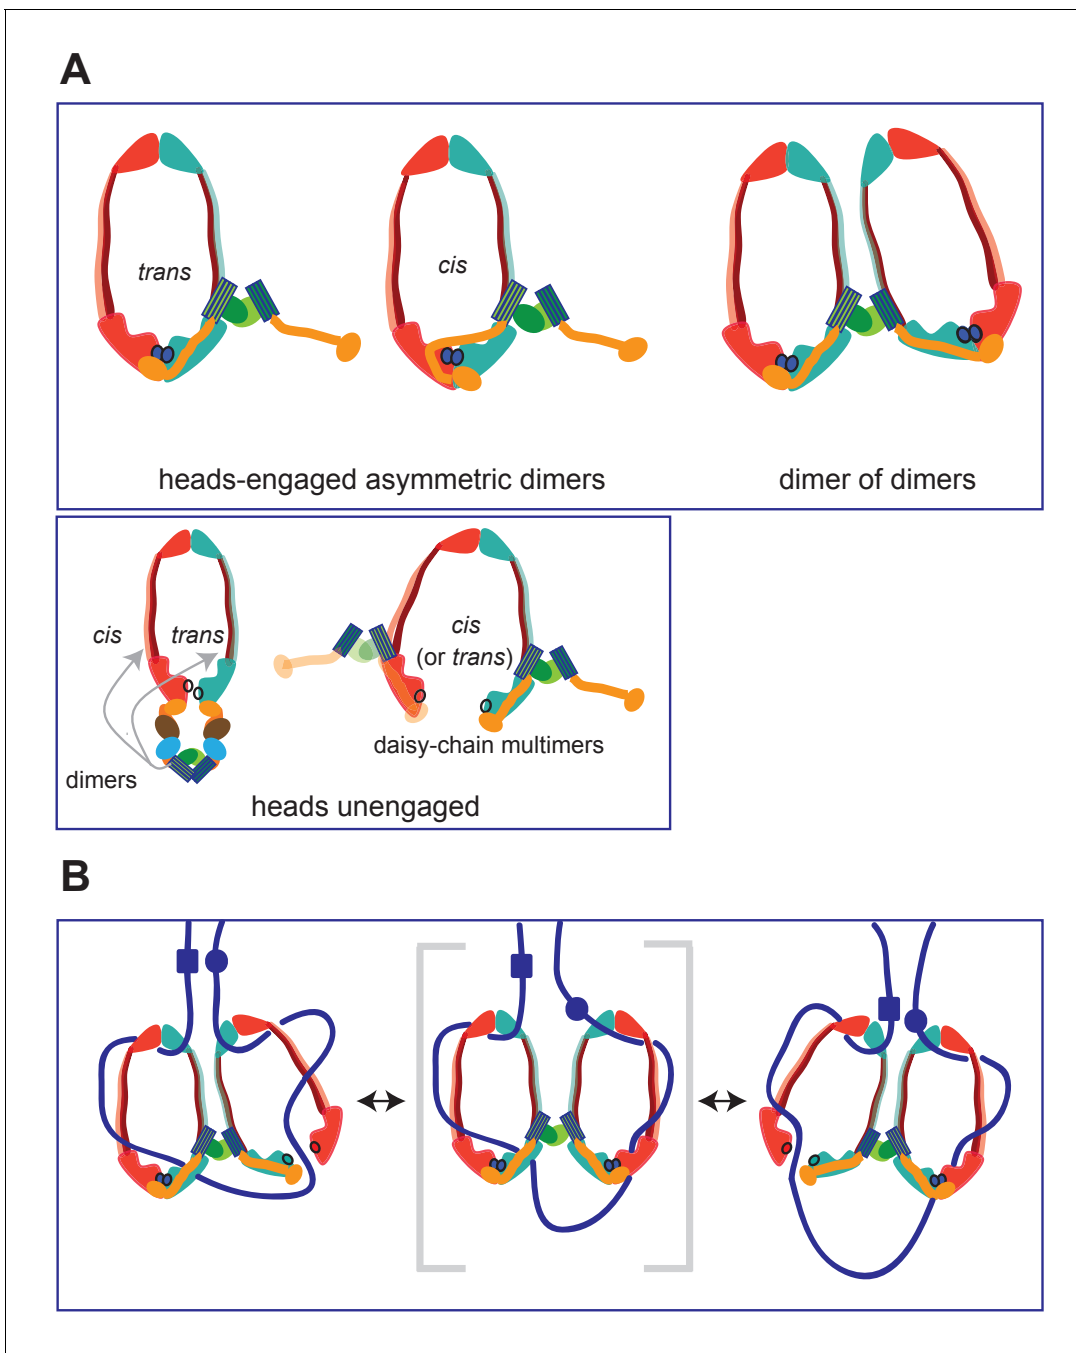 A
trans
cis
heads-engaged asymmetric dimers
dimer of dimers
cis
trans
cis
(or trans)
daisy-chain multimers
dimers
heads unengaged
B